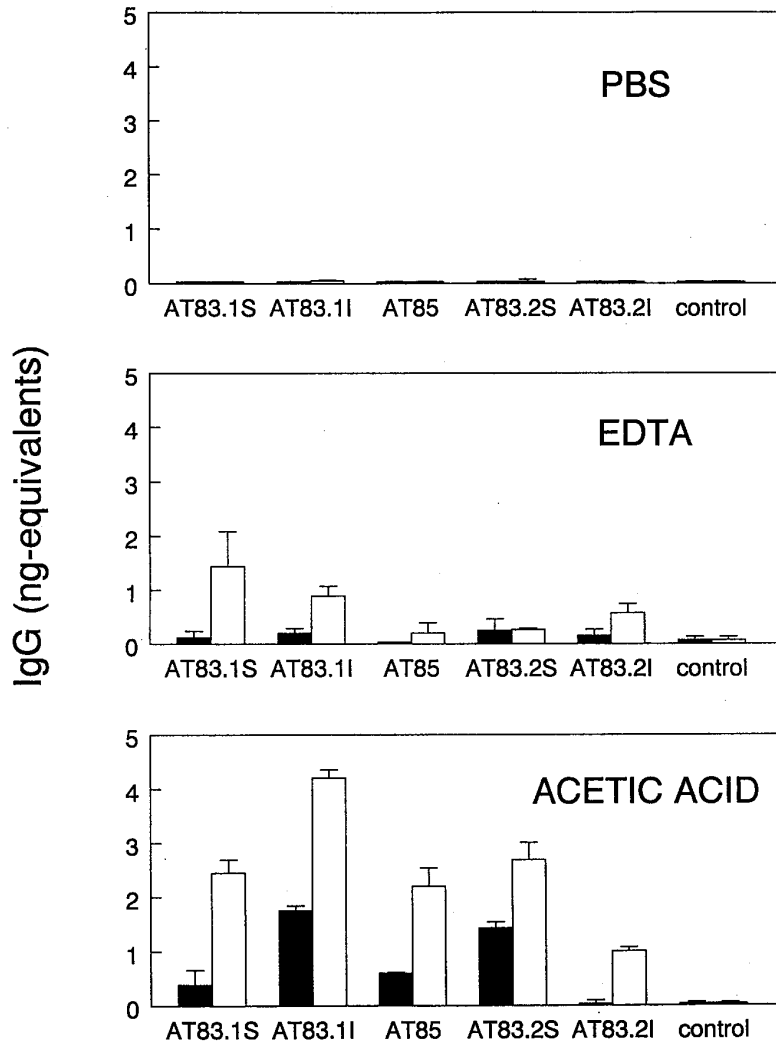 IgG (ng-equivalents)
5
PBS
4
3
2
1
0
AT83.1S AT83.1I AT85 AT83.2S AT83.2I control
5
EDTA
4
3
2
1
0
AT83.1S AT83.1I AT85 AT83.2S AT83.2I control
5
ACETIC ACID
4
3
2
1
0
AT83.1S AT83.1I AT85 AT83.2S AT83.2I control